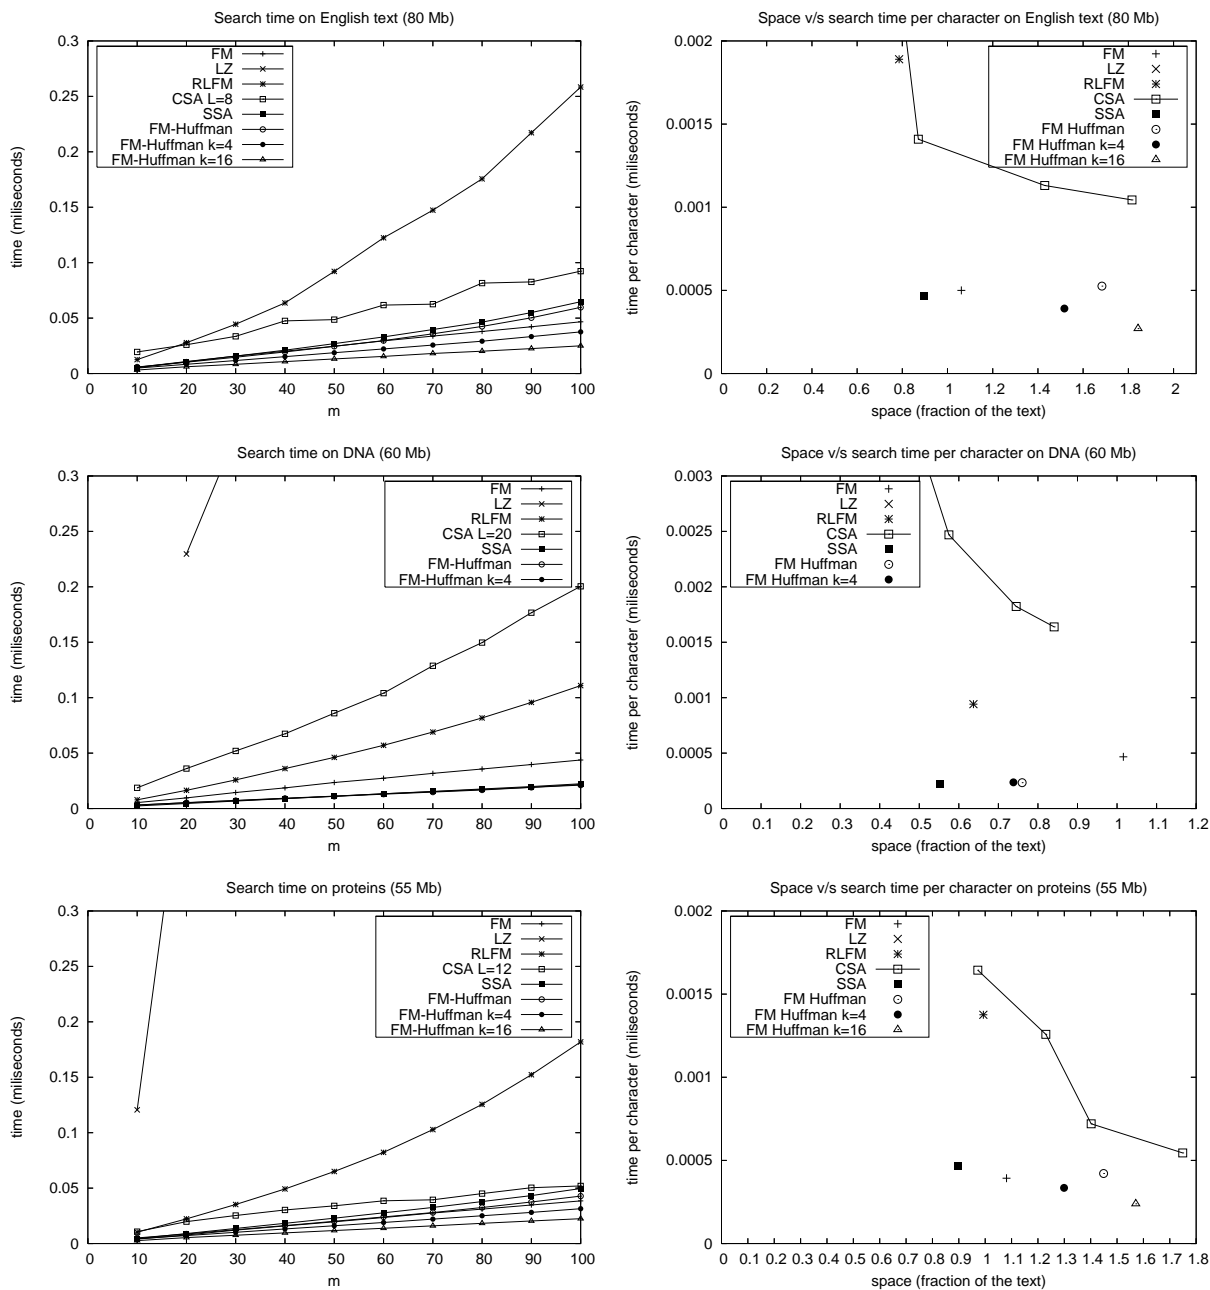 Search time on English text (80 Mb)
time (miliseconds)
0.3
0.25
0.2
0.15
0.1
0.05
0
FM
LZ
RLFM
CSA L=8
SSA
FM-Huffman
FM-Huffman k=4
FM-Huffman k=16
0 10 20 30 40 50 60 70 80 90 100
m
Space v/s search time per character on English text (80 Mb)
time per character (miliseconds)
0.002
0.0015
0.001
0.0005
0
FM
LZ
RLFM
CSA
SSA
FM Huffman
FM Huffman k=4
FM Huffman k=16
0 0.2 0.4 0.6 0.8 1 1.2 1.4 1.6 1.8 2
space (fraction of the text)
Search time on DNA (60 Mb)
time (miliseconds)
0.3
0.25
0.2
0.15
0.1
0.05
0
FM
LZ
RLFM
CSA L=20
SSA
FM-Huffman
FM-Huffman k=4
0 10 20 30 40 50 60 70 80 90 100
m
Space v/s search time per character on DNA (60 Mb)
time per character (miliseconds)
0.003
0.0025
0.002
0.0015
0.001
0.0005
0
FM
LZ
RLFM
CSA
SSA
FM Huffman
FM Huffman k=4
0 0.1 0.2 0.3 0.4 0.5 0.6 0.7 0.8 0.9 1 1.1 1.2
space (fraction of the text)
Search time on proteins (55 Mb)
time (miliseconds)
0.3
0.25
0.2
0.15
0.1
0.05
0
FM
LZ
RLFM
CSA L=12
SSA
FM-Huffman
FM-Huffman k=4
FM-Huffman k=16
0 10 20 30 40 50 60 70 80 90 100
m
Space v/s search time per character on proteins (55 Mb)
time per character (miliseconds)
0.002
0.0015
0.001
0.0005
0
FM
LZ
RLFM
CSA
SSA
FM Huffman
FM Huffman k=4
FM Huffman k=16
0 0.1 0.2 0.3 0.4 0.5 0.6 0.7 0.8 0.9 1 1.1 1.2 1.3 1.4 1.5 1.6 1.7 1.8
space (fraction of the text)